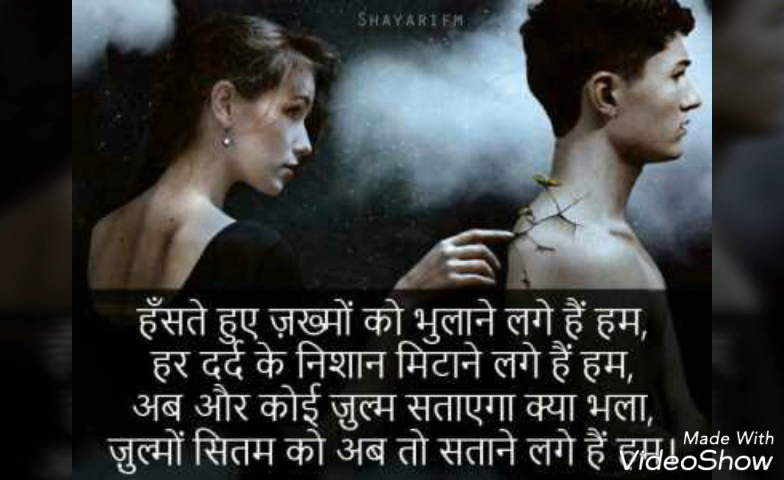 SHAYARIFM
हँसते हुए ज़ख्मों को भुलाने लगे हैं हम,
हर दर्द के निशान मिटाने लगे हैं हम,
अब और कोई ज़ुल्म सताएगा क्या भला,
ज़ुल्मों सितम को अब तो सताने लगे हैं हम।
Made With
VideoShow